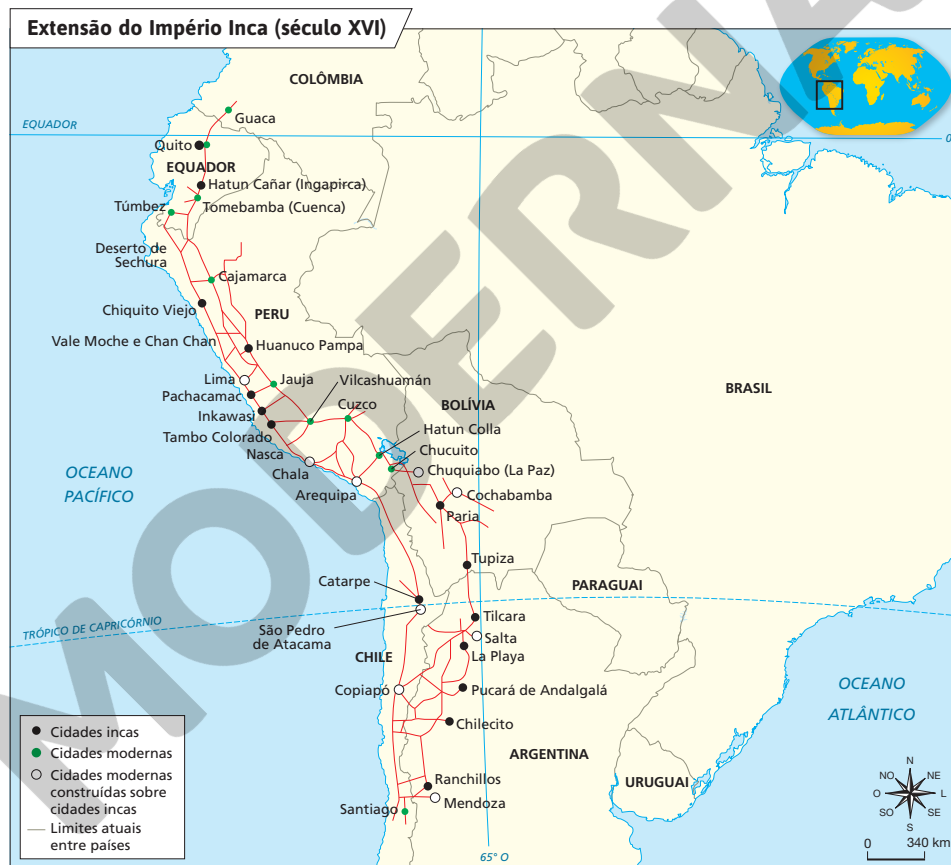 Extensão do Império Inca (século XVI)
COLÔMBIA
Guaca
EQUADOR
0
Quito
EQUADOR
Hatun Cañar (Ingapirca)
Túmbez
Tomebamba (Cuenca)
Deserto de
Sechura
Cajamarca
Chiquito Viejo
PERU
Vale Moche e Chan Chan
Huanuco Pampa
Lima
Jauja
Vilcashuamán
Pachacamac
Cuzco
BOLÍVIA
BRASIL
Inkawasi
Hatun Colla
Tambo Colorado
Nasca
Chucuito
Chala
Chuquiabo (La Paz)
OCEANO
PACÍFICO
Arequipa
Cochabamba
Paria
Tupiza
Catarpe
PARAGUAI
TRÓPICO DE CAPRICÓRNIO
São Pedro
de Atacama
Tilcara
Salta
CHILE
La Playa
Copiapó
Pucará de Andalgalá
OCEANO
ATLÂNTICO
Chilecito
ARGENTINA
Ranchillos
URUGUAI
Mendoza
Santiago
65° O
Cidades incas
Cidades modernas
Cidades modernas
construídas sobre
cidades incas
Limites atuais
entre países
N
NO
NE
O
L
SO
SE
S
0
340 km
MODERNA